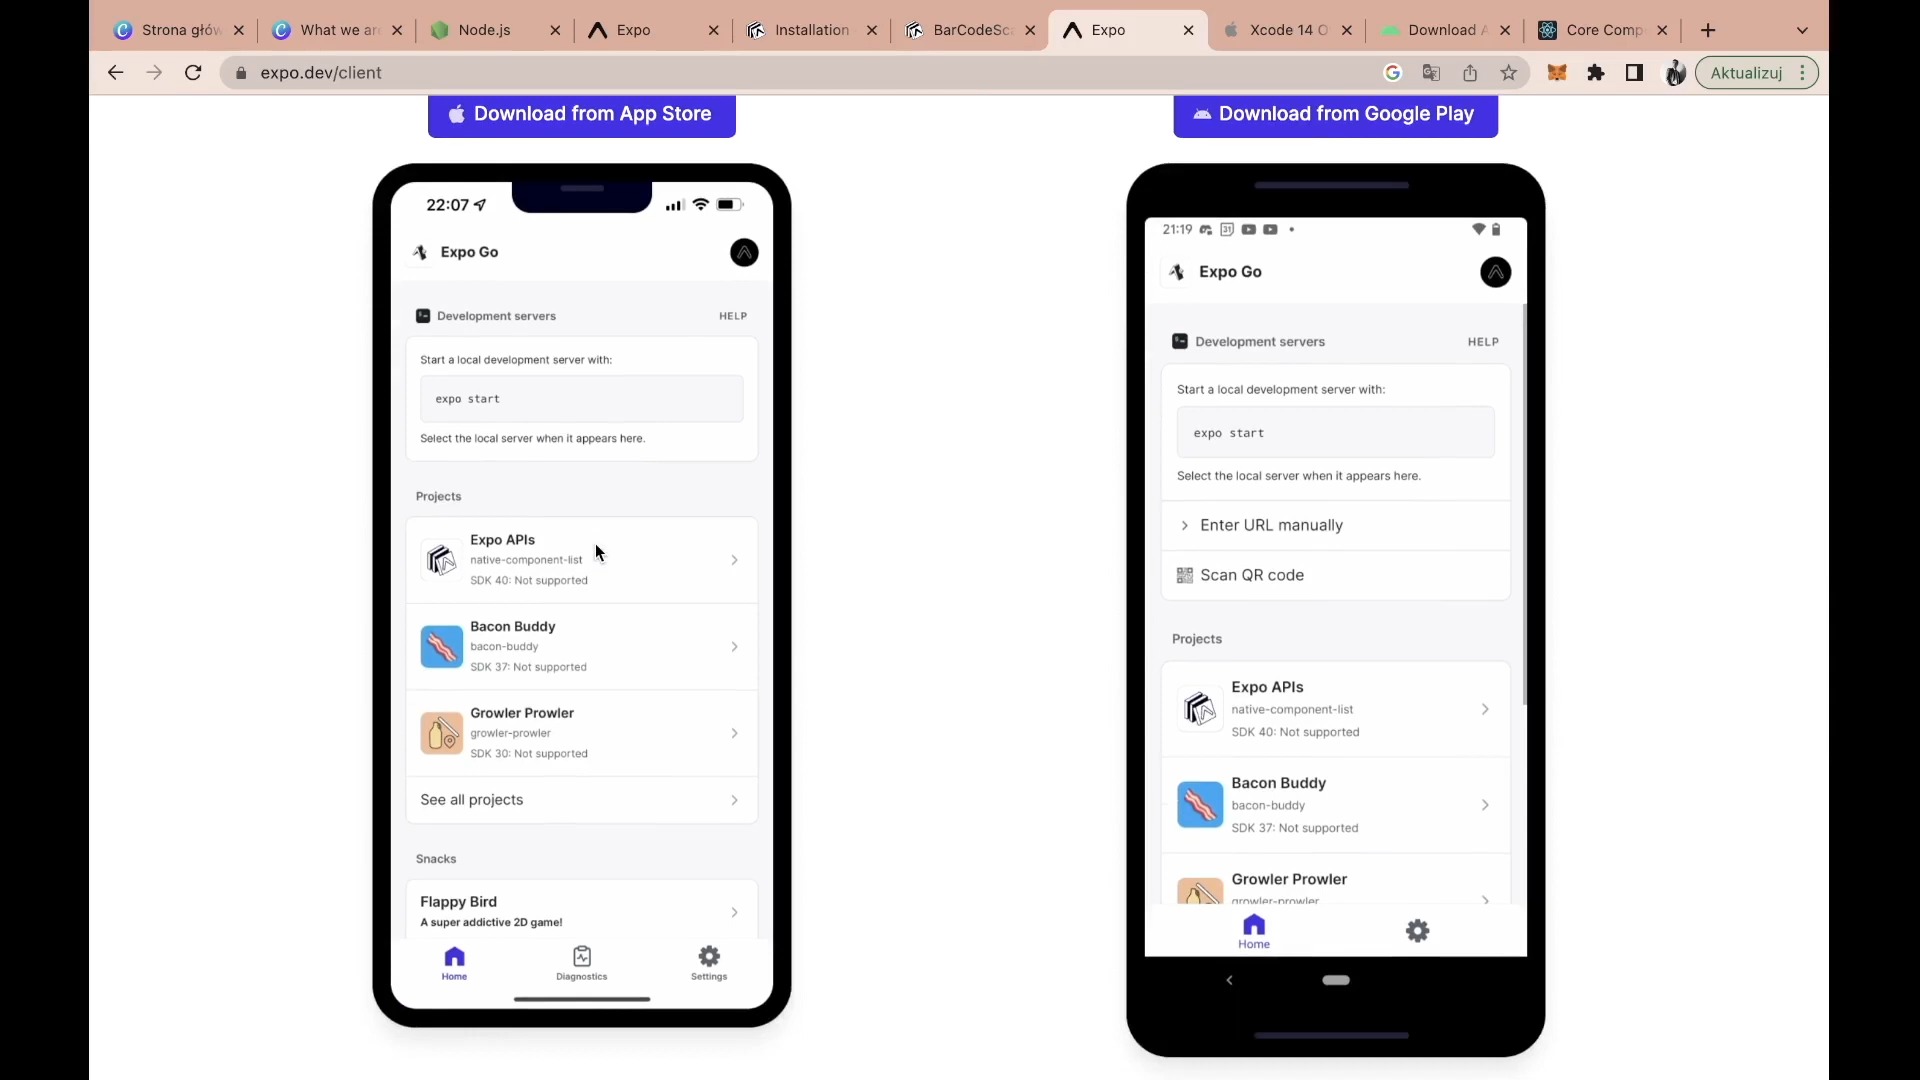 Strona głów
What we are
Node.js
Expo
Installation
BarCodeSca
Expo
Xcode 14 O
Download A
Core Comp
expo.dev/client
Aktualizuj
Download from App Store
Download from Google Play
22:07
Expo Go
Development servers
HELP
Start a local development server with:
expo start
Select the local server when it appears here.
Projects
Expo APIs
native-component-list
SDK 40: Not supported
Bacon Buddy
bacon-buddy
SDK 37: Not supported
Growler Prowler
growler-prowler
SDK 30: Not supported
See all projects
Snacks
Flappy Bird
A super addictive 2D game!
Home
Diagnostics
Settings
21:19
31
Expo Go
Development servers
HELP
Start a local development server with:
expo start
Select the local server when it appears here.
Enter URL manually
Scan QR code
Projects
Expo APIs
native-component-list
SDK 40: Not supported
Bacon Buddy
bacon-buddy
SDK 37: Not supported
Growler Prowler
growler-prowler
Home